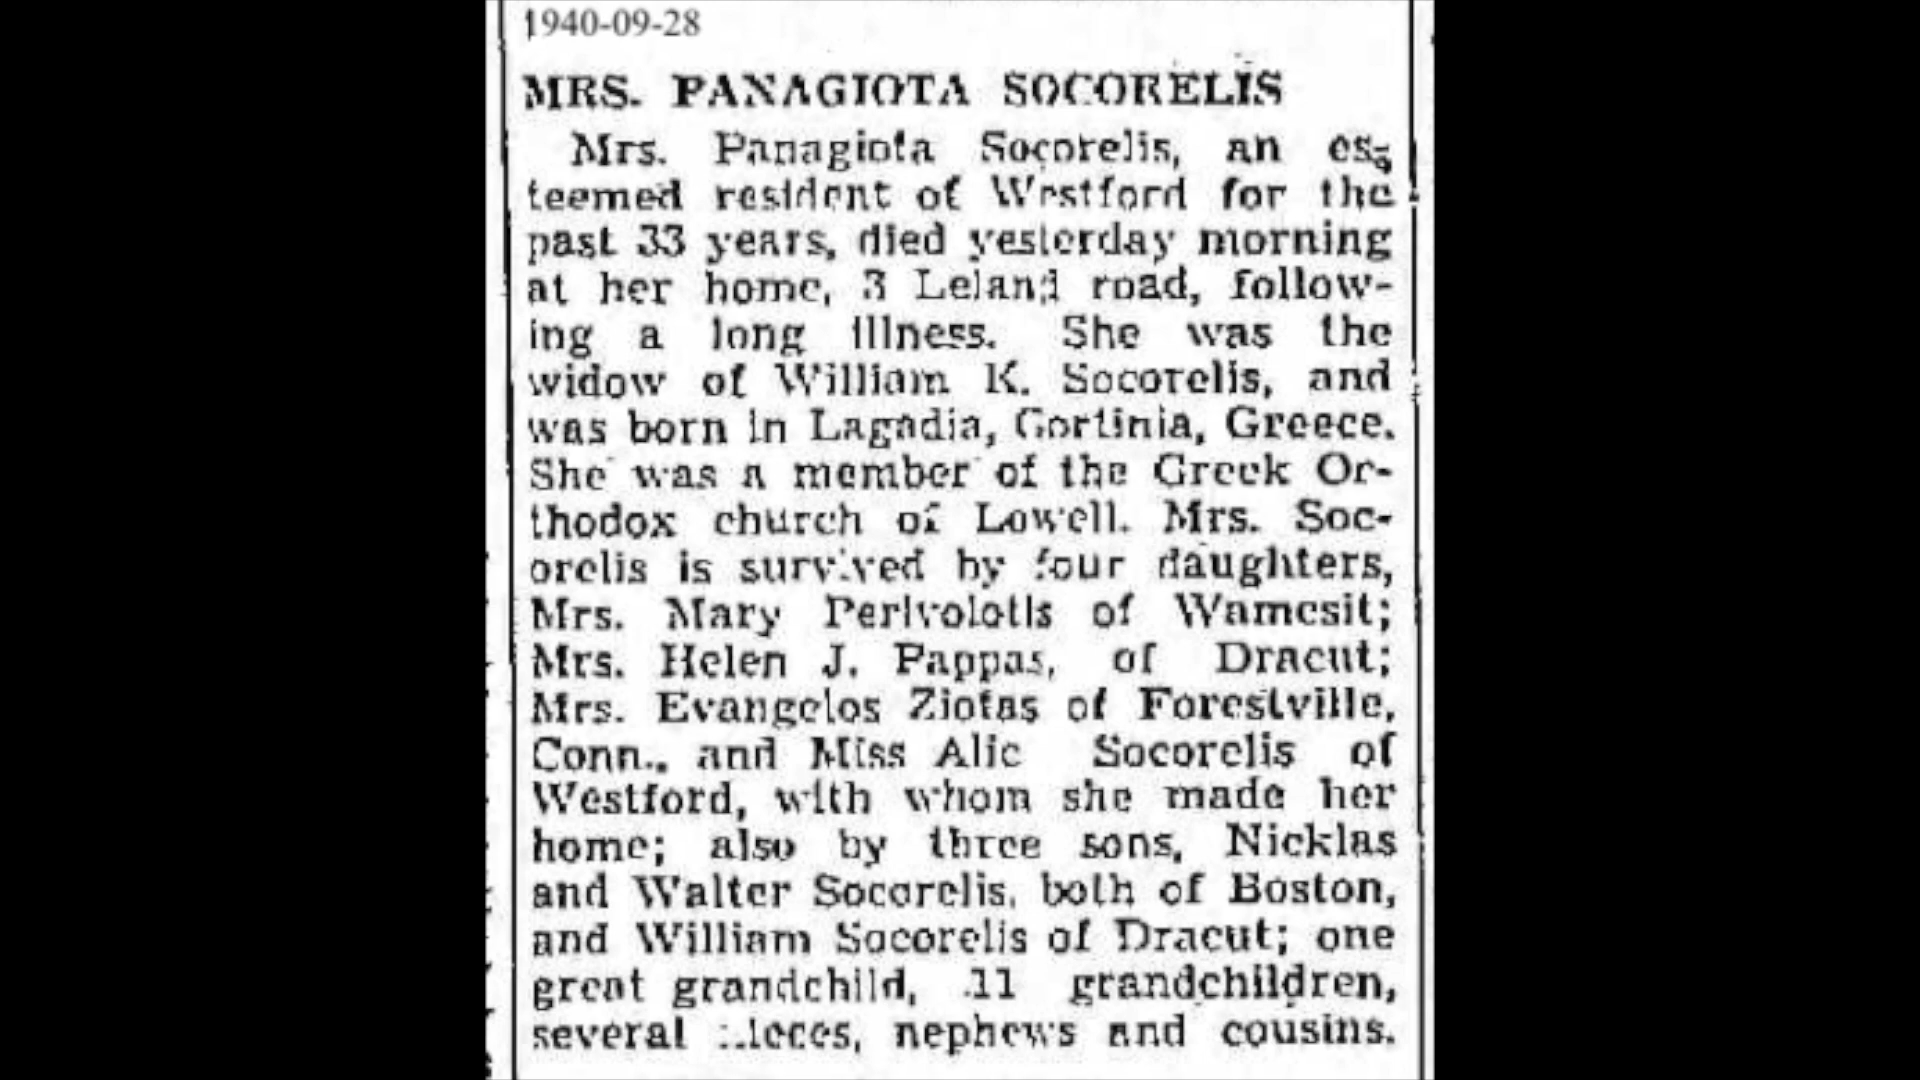 1940-09-28
MRS. PANAGIOTA SOCORELIS
Mrs. Panagiota Socorelis, an es-
teemed resident of Westford for the
past 33 years, died yesterday morning
at her home, 3 Leland road, follow-
ing a long illness. She was the
widow of William K. Socorelis, and
was born in Lagadia, Gortinia, Greece.
She was a member of the Greek Or-
thodox church of Lowell. Mrs. Soc-
orelis is survived by four daughters,
Mrs. Mary Perivolotis of Wamesit;
Mrs. Helen J. Pappas, of Dracut;
Mrs. Evangelos Ziotas of Forestville,
Conn., and Miss Alic Socorelis of
Westford, with whom she made her
home; also by three sons, Nicklas
and Walter Socorelis, both of Boston,
and William Socorelis of Dracut; one
great grandchild, 11 grandchildren,
several nieces, nephews and cousins.